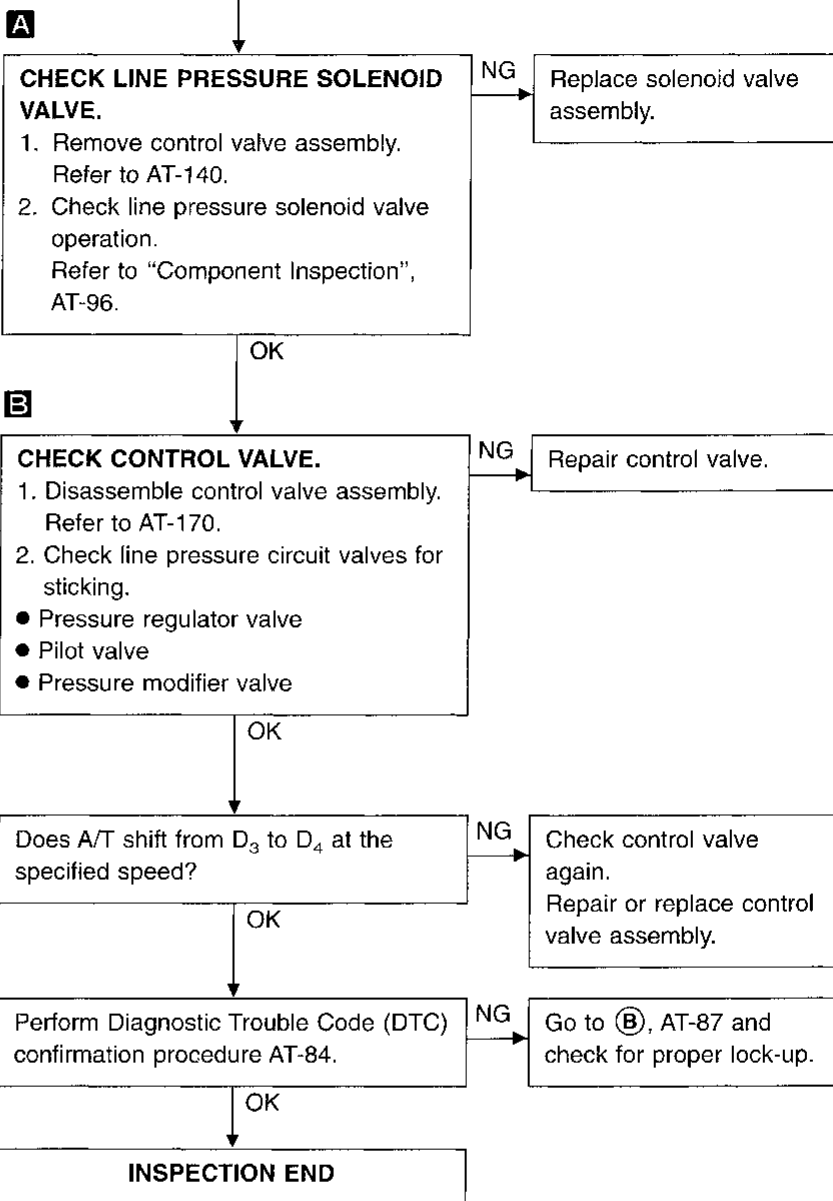 A
CHECK LINE PRESSURE SOLENOID
VALVE.
1. Remove control valve assembly.
Refer to AT-140.
2. Check line pressure solenoid valve
operation.
Refer to “Component Inspection”,
AT-96.
NG
Replace solenoid valve
assembly.
OK
B
CHECK CONTROL VALVE.
1. Disassemble control valve assembly.
Refer to AT-170.
2. Check line pressure circuit valves for
sticking.
● Pressure regulator valve
● Pilot valve
● Pressure modifier valve
NG
Repair control valve.
OK
Does A/T shift from D₃ to D₄ at the
specified speed?
NG
Check control valve
again.
Repair or replace control
valve assembly.
OK
Perform Diagnostic Trouble Code (DTC)
confirmation procedure AT-84.
NG
Go to Ⓑ, AT-87 and
check for proper lock-up.
OK
INSPECTION END